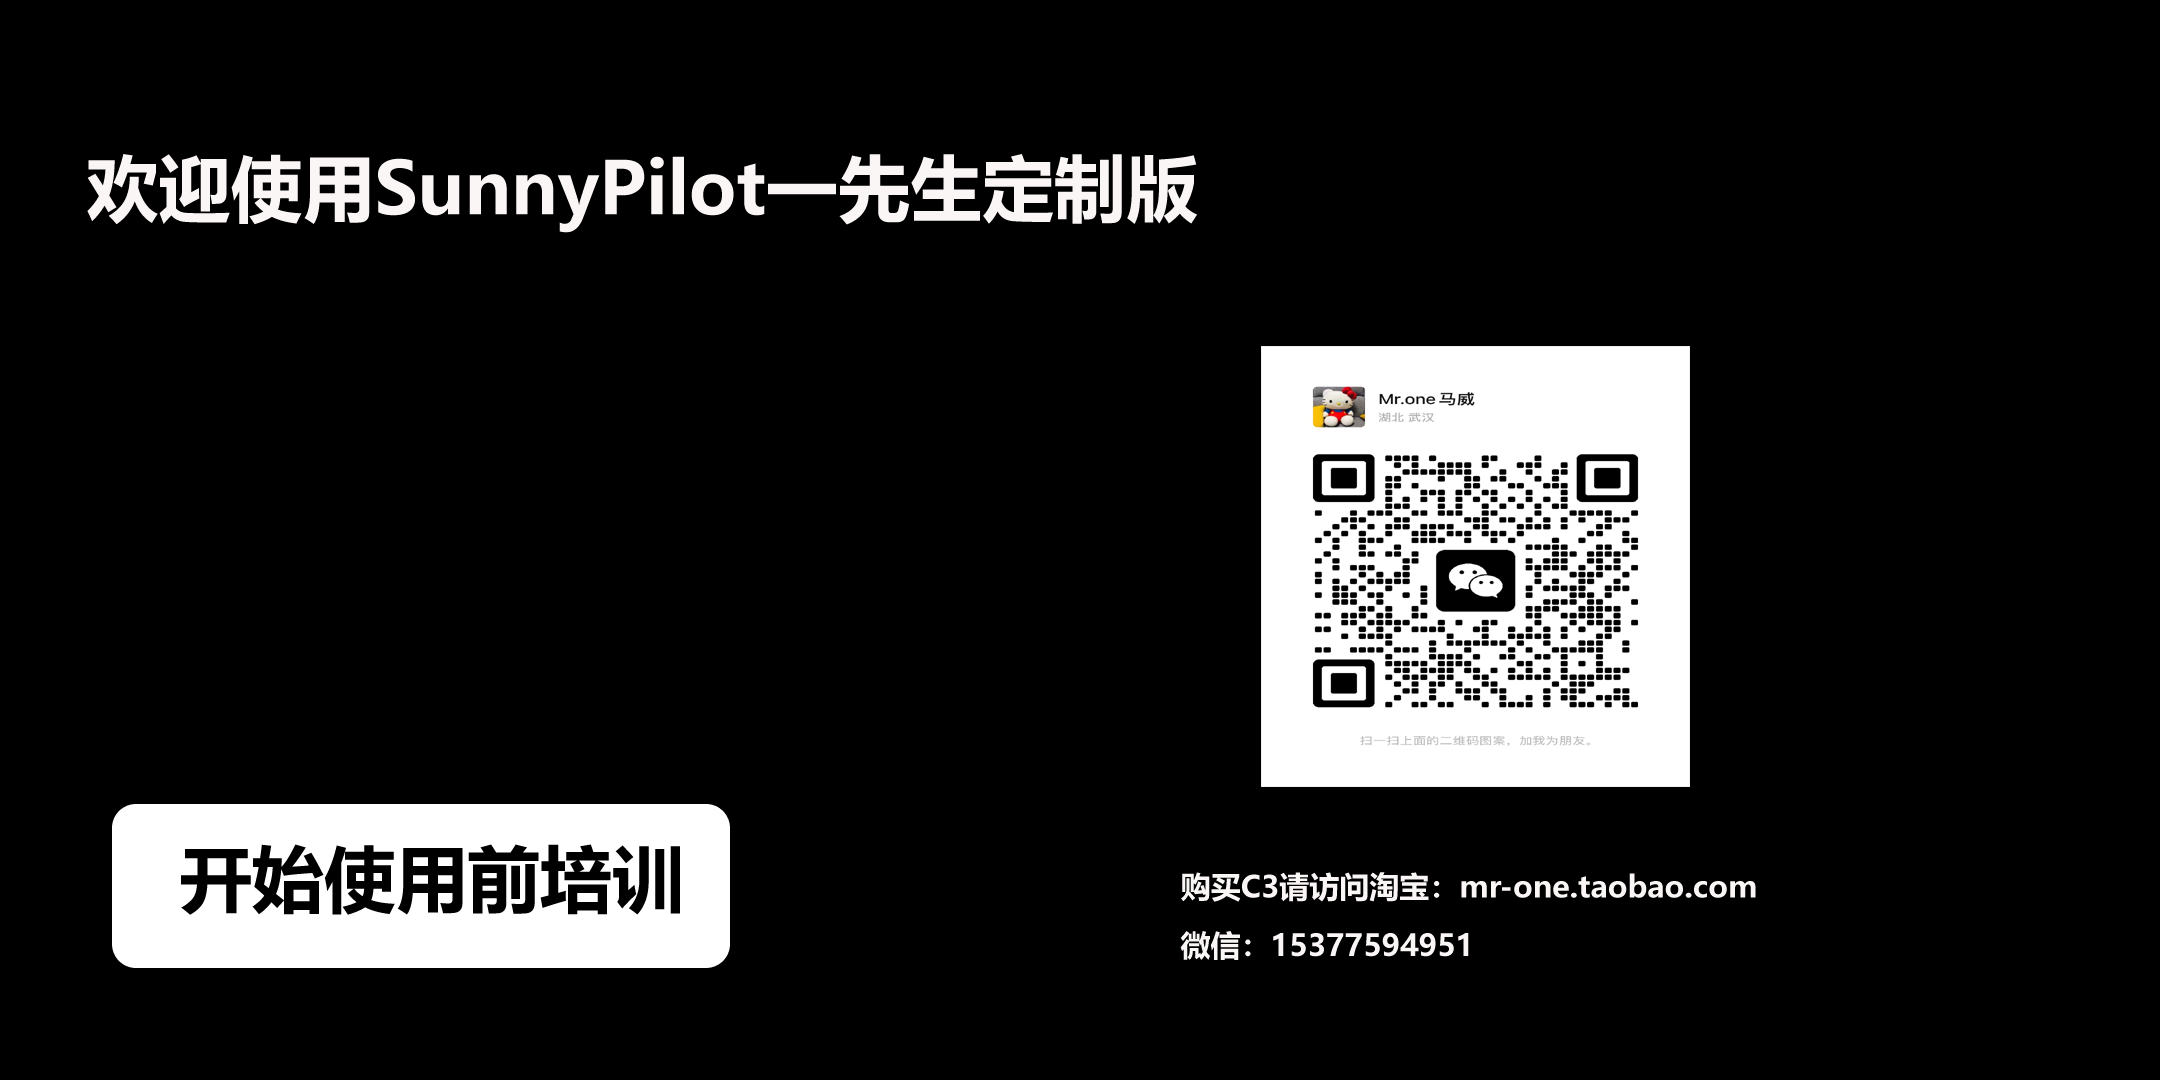 欢迎使用SunnyPilot一先生定制版
Mr.one 马威
湖北 武汉
扫一扫上面的二维码图案，加我为朋友。
开始使用前培训
购买C3请访问淘宝：mr-one.taobao.com
微信：15377594951